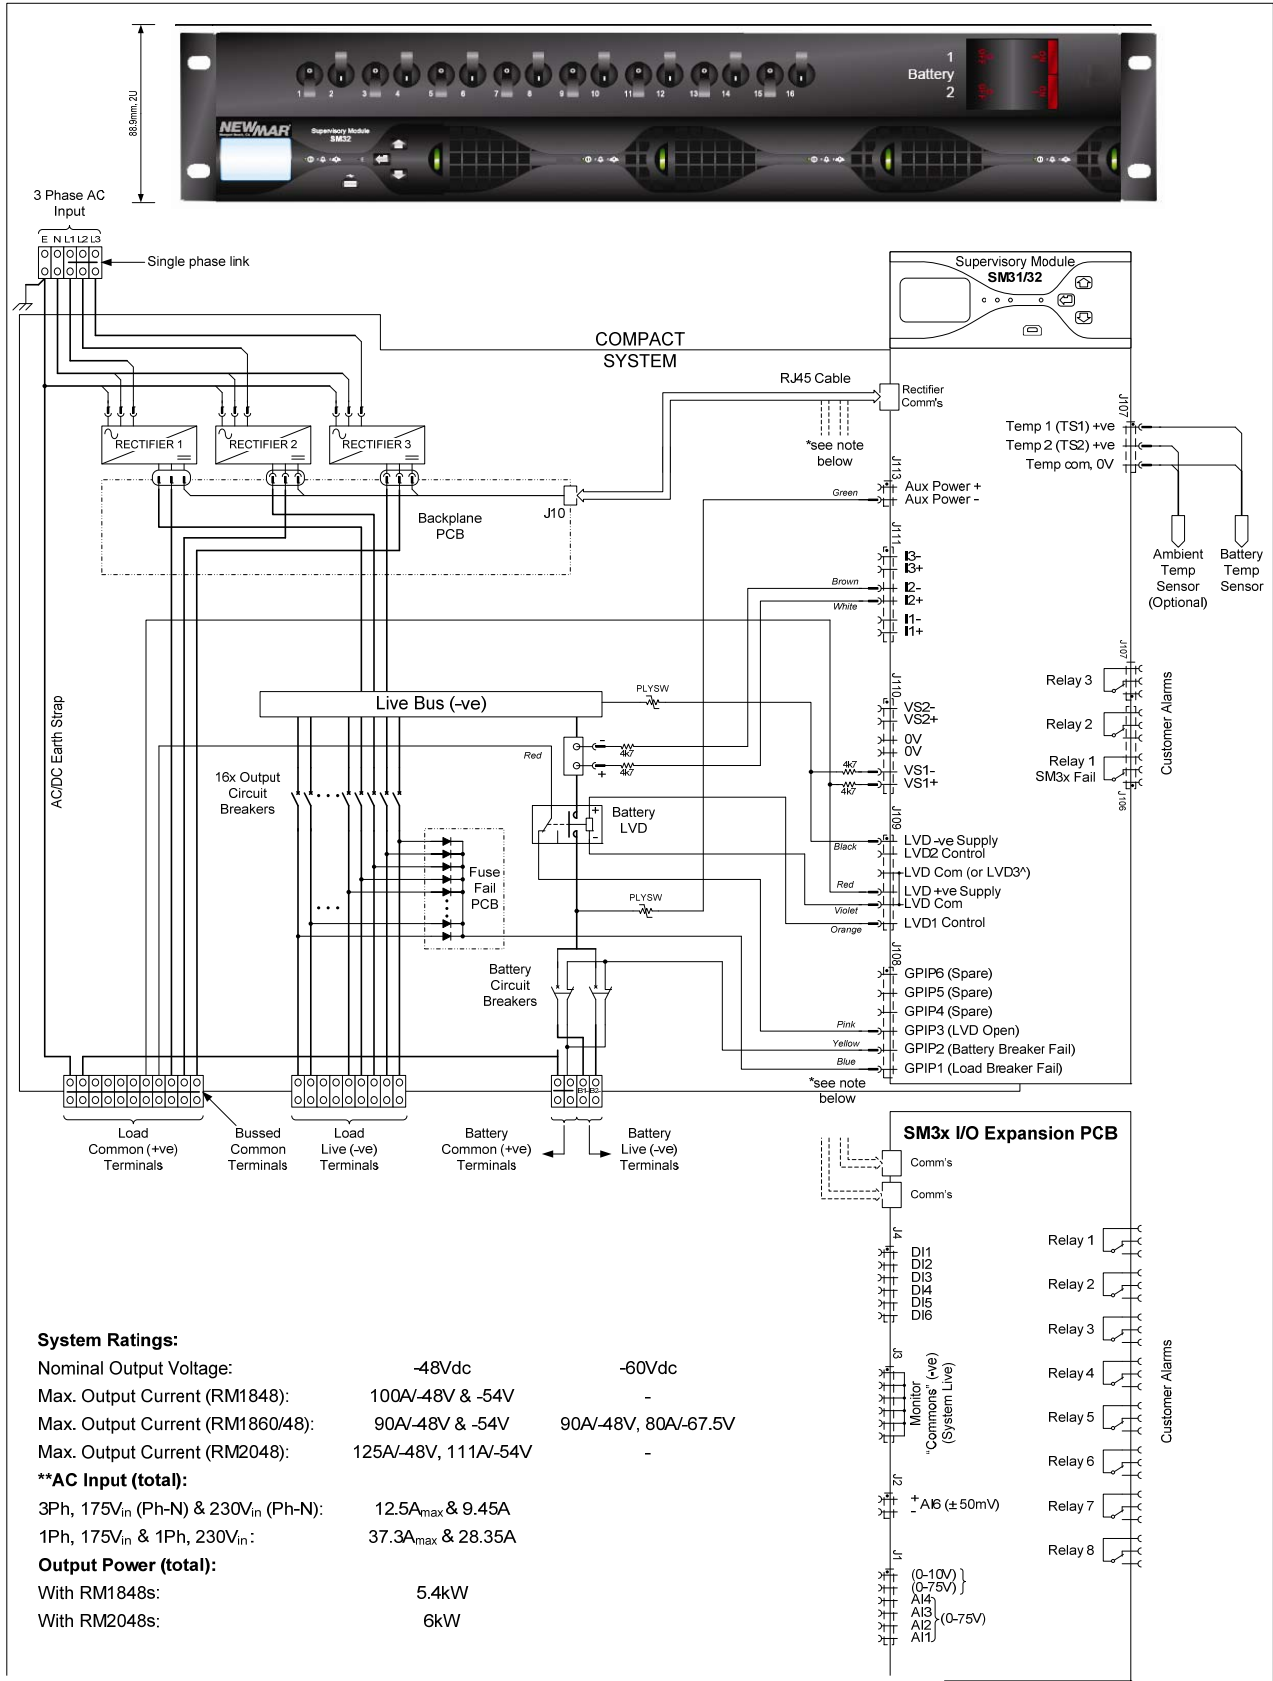 88.9mm, 2U
1
Battery
2
1 2 3 4 5 6 7 8 9 10 11 12 13 14 15 16
NEWMAR
Supervisory Module
SM32
3 Phase AC
Input
E N L1 L2 L3
Single phase link
COMPACT
SYSTEM
Supervisory Module
SM31/32
RJ45 Cable
Rectifier
Comm's
*see note
below
RECTIFIER 1
RECTIFIER 2
RECTIFIER 3
J10
Backplane
PCB
J107
Temp 1 (TS1) +ve
Temp 2 (TS2) +ve
Temp com, 0V
Ambient
Temp
Sensor
(Optional)
Battery
Temp
Sensor
J113
Aux Power +
Green
Aux Power -
J111
I3-
I3+
Brown
I2-
White
I2+
I1-
I1+
AC/DC Earth Strap
Live Bus (-ve)
PLYSW
J110
VS2-
VS2+
0V
0V
4k7
VS1-
4k7
VS1+
J107
Relay 3
Relay 2
Relay 1
SM3x Fail
J106
Customer Alarms
Red
-
4k7
+
4k7
16x Output
Circuit
Breakers
Battery
LVD
+
-
J109
Black
LVD -ve Supply
LVD2 Control
LVD Com (or LVD3^)
Red
LVD +ve Supply
Violet
LVD Com
Orange
LVD1 Control
Fuse
Fail
PCB
PLYSW
Battery
Circuit
Breakers
J108
GPIP6 (Spare)
GPIP5 (Spare)
GPIP4 (Spare)
Pink
GPIP3 (LVD Open)
Yellow
GPIP2 (Battery Breaker Fail)
Blue
GPIP1 (Load Breaker Fail)
*see note
below
B1- B2-
Load
Common (+ve)
Terminals
Bussed
Common
Terminals
Load
Live (-ve)
Terminals
Battery
Common (+ve)
Terminals
Battery
Live (-ve)
Terminals
SM3x I/O Expansion PCB
Comm's
Comm's
J4
DI1
DI2
DI3
DI4
DI5
DI6
J3
Monitor
"Commons" (-ve)
(System Live)
J2
+
-
AI6 (± 50mV)
J1
(0-10V)
(0-75V)
AI4
AI3
AI2
AI1
(0-75V)
Relay 1
Relay 2
Relay 3
Relay 4
Relay 5
Relay 6
Relay 7
Relay 8
Customer Alarms
System Ratings:
Nominal Output Voltage: -48Vdc -60Vdc
Max. Output Current (RM1848): 100A/-48V & -54V -
Max. Output Current (RM1860/48): 90A/-48V & -54V 90A/-48V, 80A/-67.5V
Max. Output Current (RM2048): 125A/-48V, 111A/-54V -
**AC Input (total):
3Ph, 175Vin (Ph-N) & 230Vin (Ph-N): 12.5Amax & 9.45A
1Ph, 175Vin & 1Ph, 230Vin: 37.3Amax & 28.35A
Output Power (total):
With RM1848s: 5.4kW
With RM2048s: 6kW